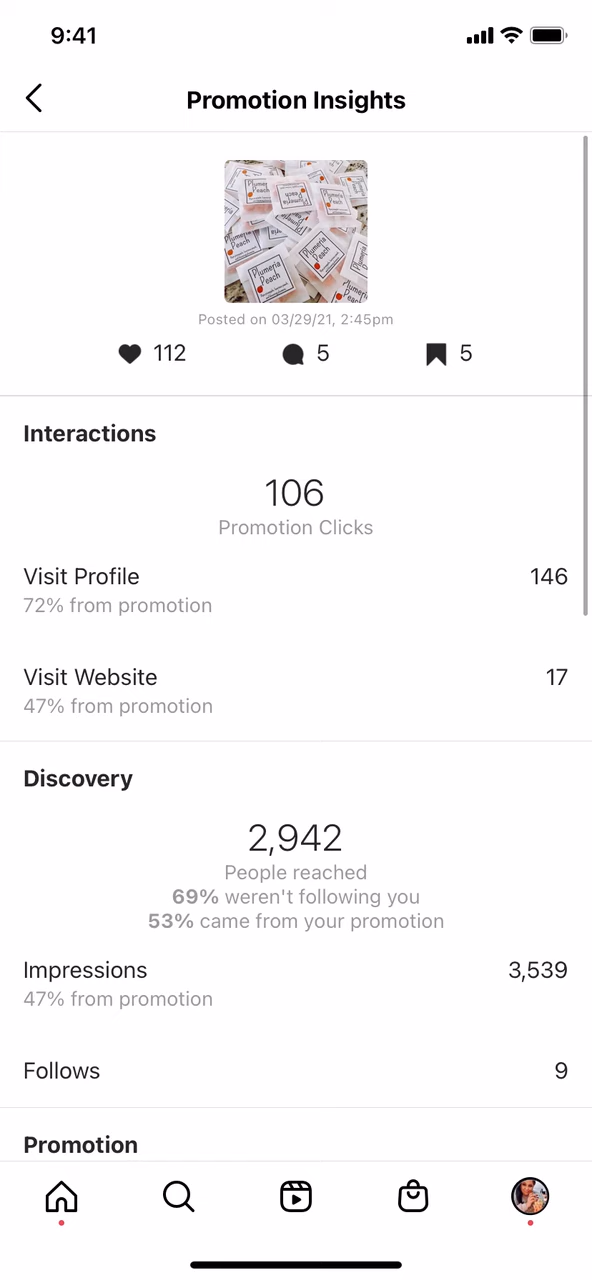 9:41
Promotion Insights
Plumeria
Peach
Plumeria
Peach
Posted on 03/29/21, 2:45pm
112 5 5
Interactions
106
Promotion Clicks
Visit Profile 146
72% from promotion
Visit Website 17
47% from promotion
Discovery
2,942
People reached
69% weren't following you
53% came from your promotion
Impressions 3,539
47% from promotion
Follows 9
Promotion